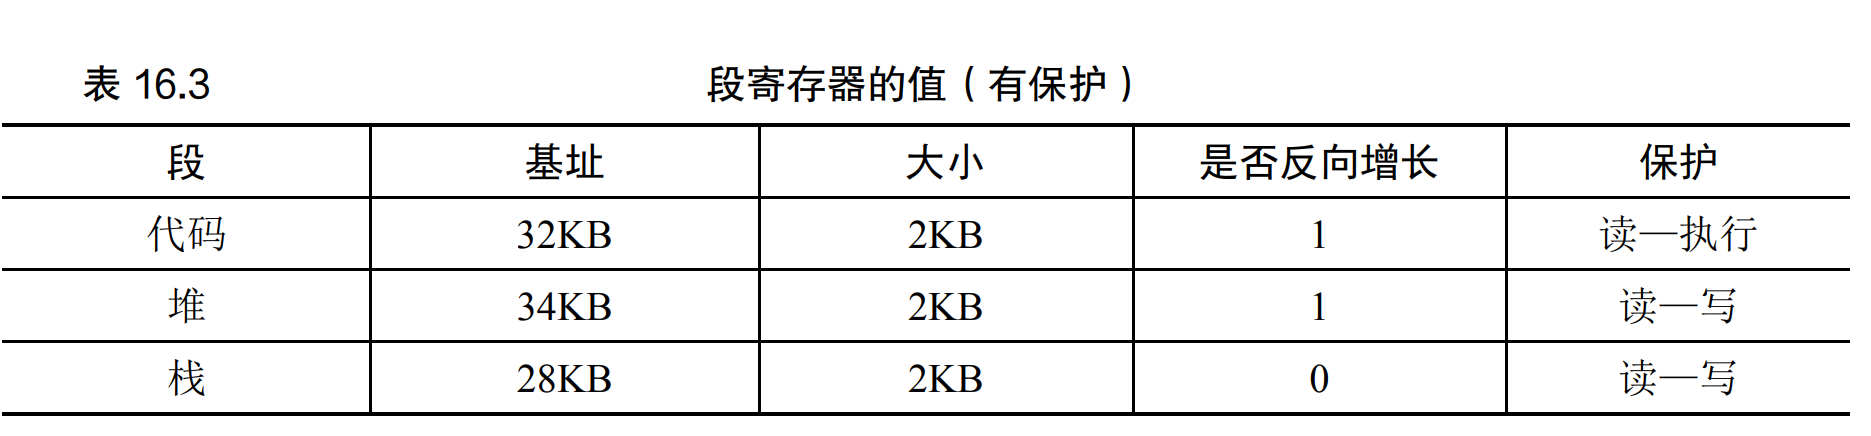 表 16.3 段寄存器的值（有保护）
段 基址 大小 是否反向增长 保护
代码 32KB 2KB 1 读—执行
堆 34KB 2KB 1 读—写
栈 28KB 2KB 0 读—写